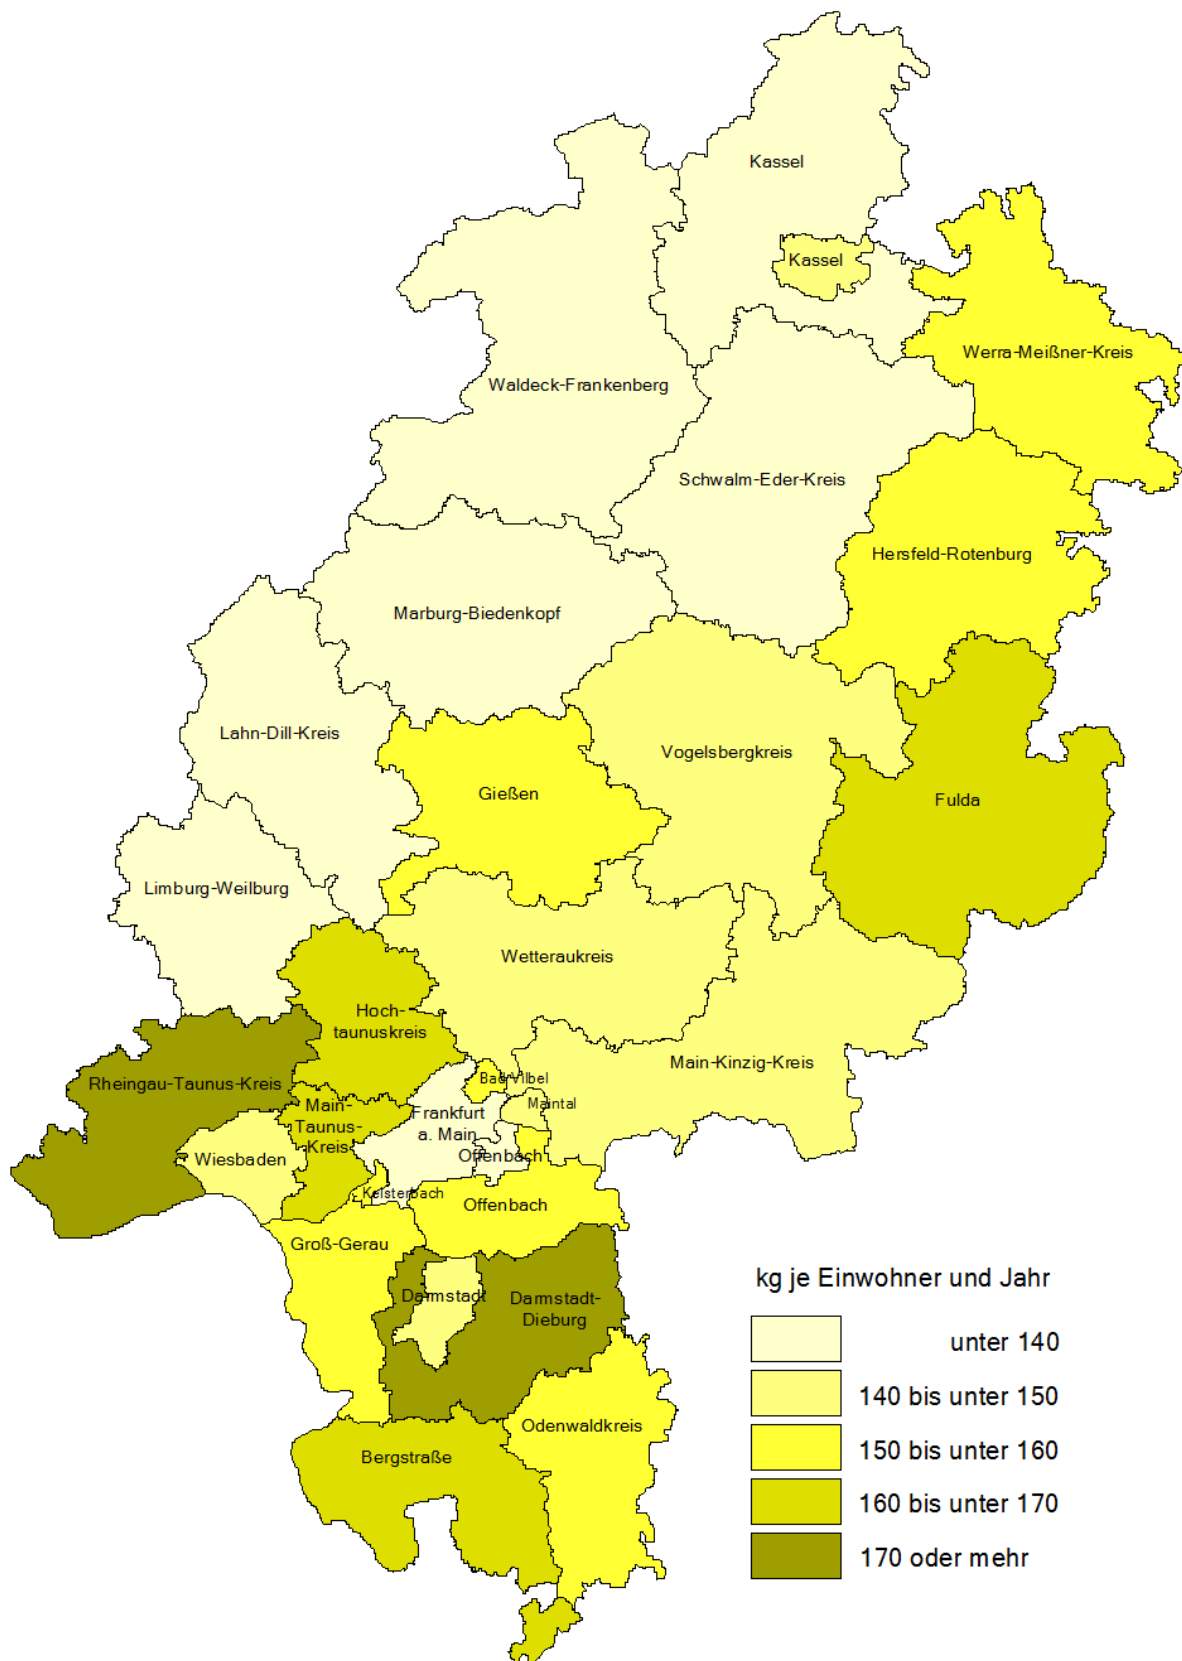 Kassel
Kassel
Werra-Meißner-Kreis
Waldeck-Frankenberg
Schwalm-Eder-Kreis
Hersfeld-Rotenburg
Marburg-Biedenkopf
Lahn-Dill-Kreis
Vogelsbergkreis
Gießen
Fulda
Limburg-Weilburg
Wetteraukreis
Hoch-
taunuskreis
Main-Kinzig-Kreis
Rheingau-Taunus-Kreis
Bad Vilbel
Maintal
Main-
Taunus-
Kreis
Frankfurt
a. Main
Offenbach
Wiesbaden
Kelsterbach
Offenbach
Groß-Gerau
Darmstadt
Darmstadt-
Dieburg
Odenwaldkreis
Bergstraße
kg je Einwohner und Jahr
unter 140
140 bis unter 150
150 bis unter 160
160 bis unter 170
170 oder mehr